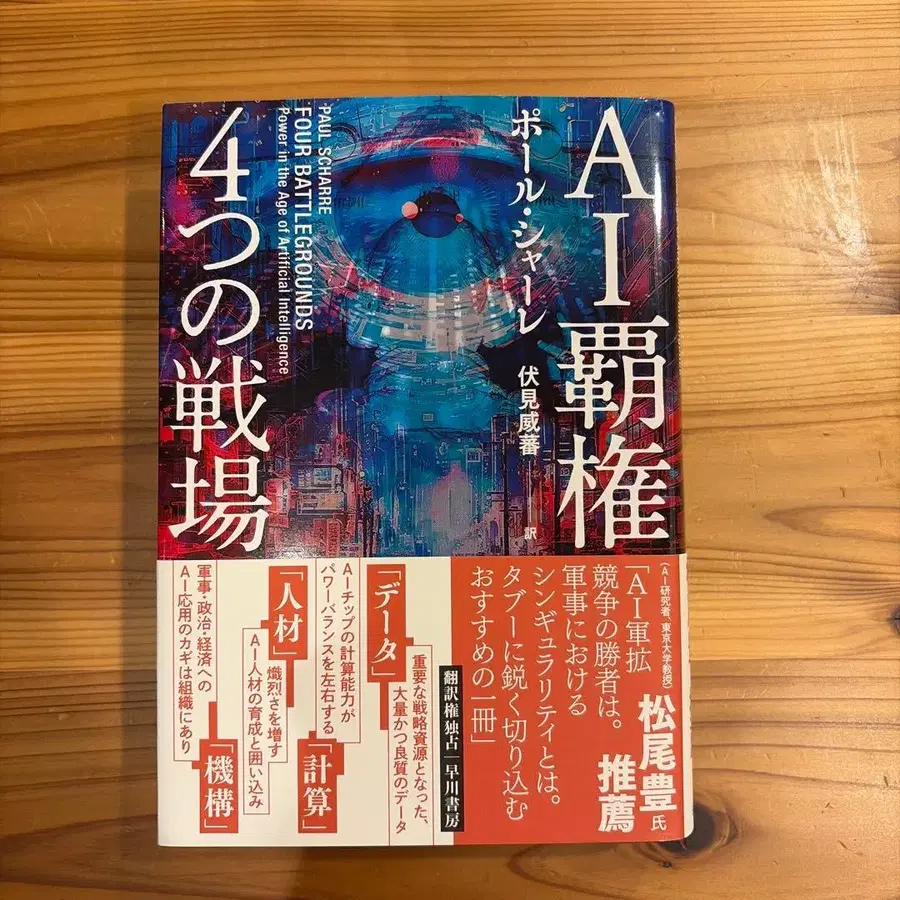 AI覇権
ポール・シャーレ
伏見威蕃
訳
PAUL SCHARRE
FOUR BATTLEGROUNDS
Power in the Age of Artificial Intelligence
4つの戦場
(AI研究者、東京大学教授)
松尾豊氏
推薦
「AI軍拡
競争の勝者は。
軍事における
シンギュラリティとは。
タブーに鋭く切り込む
おすすめの一冊」
翻訳権独占|早川書房
「データ」
重要な戦略資源となった、
大量かつ良質のデータ
「計算」
AIチップの計算能力が
パワーバランスを左右する
「人材」
熾烈さを増す
AI人材の育成と囲い込み
「機構」
軍事・政治・経済への
AI応用のカギは組織にあり